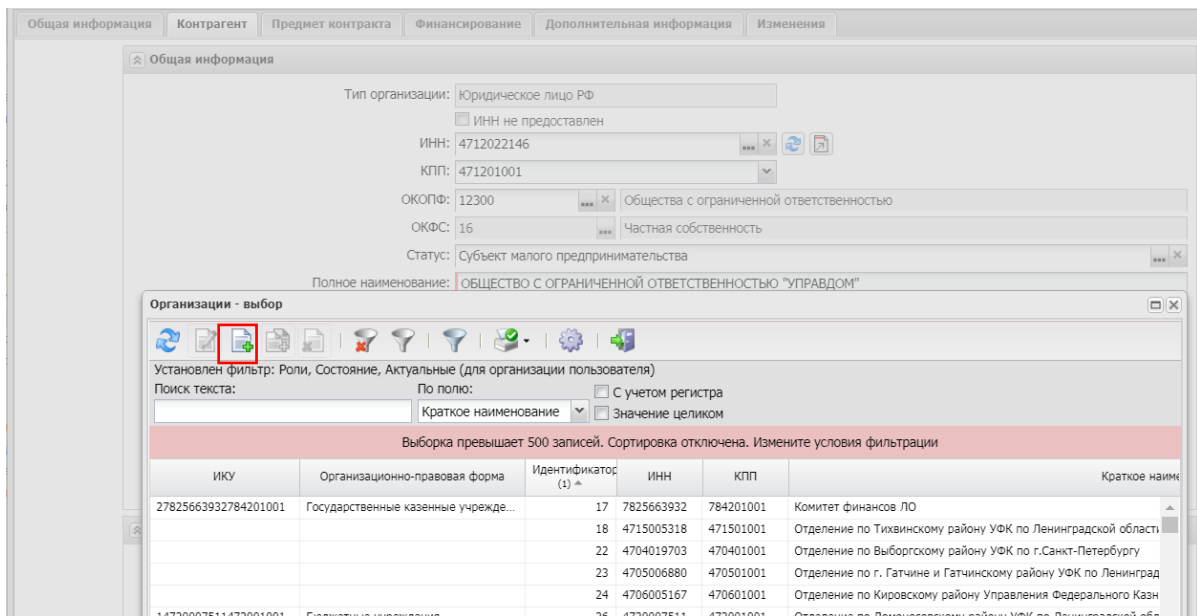 Общая информация Контрагент Предмет контракта Финансирование Дополнительная информация Изменения
Общая информация
Тип организации: Юридическое лицо РФ
ИНН не предоставлен
ИНН: 4712022146
КПП: 471201001
ОКОПФ: 12300 Общества с ограниченной ответственностью
ОКФС: 16 Частная собственность
Статус: Субъект малого предпринимательства
Полное наименование: ОБЩЕСТВО С ОГРАНИЧЕННОЙ ОТВЕТСТВЕННОСТЬЮ "УПРАВДОМ"
Организации - выбор
Установлен фильтр: Роли, Состояние, Актуальные (для организации пользователя)
Поиск текста: По полю: С учетом регистра
Краткое наименование Значение целиком
Выборка превышает 500 записей. Сортировка отключена. Измените условия фильтрации
ИКУ Организационно-правовая форма Идентификатор (1) ИНН КПП Краткое наиме
27825663932784201001 Государственные казенные учрежде... 17 7825663932 784201001 Комитет финансов ЛО
18 4715005318 471501001 Отделение по Тихвинскому району УФК по Ленинградской области
22 4704019703 470401001 Отделение по Выборгскому району УФК по г.Санкт-Петербургу
23 4705006880 470501001 Отделение по г. Гатчине и Гатчинскому району УФК по Ленинград
24 4706005167 470601001 Отделение по Кировскому району Управления Федерального Казн